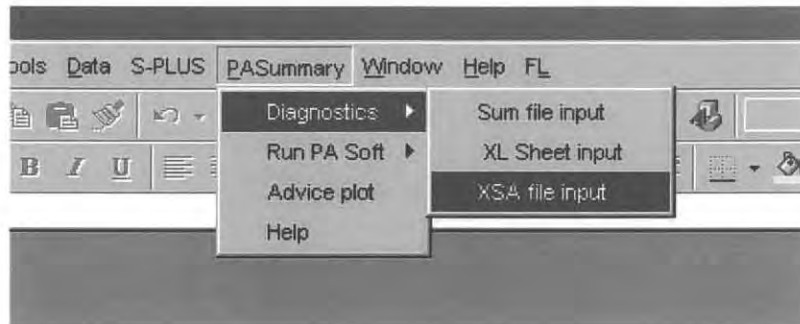 ools Data S-PLUS PASummary Window Help FL
B I U
Diagnostics
Run PA Soft
Advice plot
Help
Sum file input
XL Sheet input
XSA file input